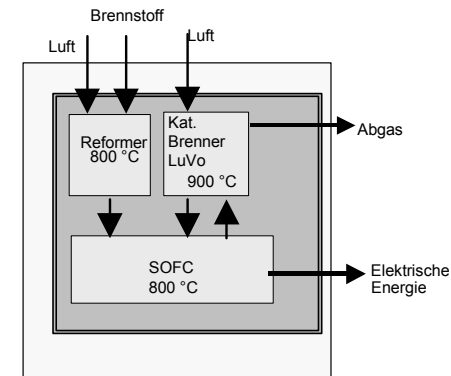 Brennstoff
Luft
Luft
Reformer
800 °C
Kat.
Brenner
LuVo
900 °C
Abgas
SOFC
800 °C
Elektrische
Energie